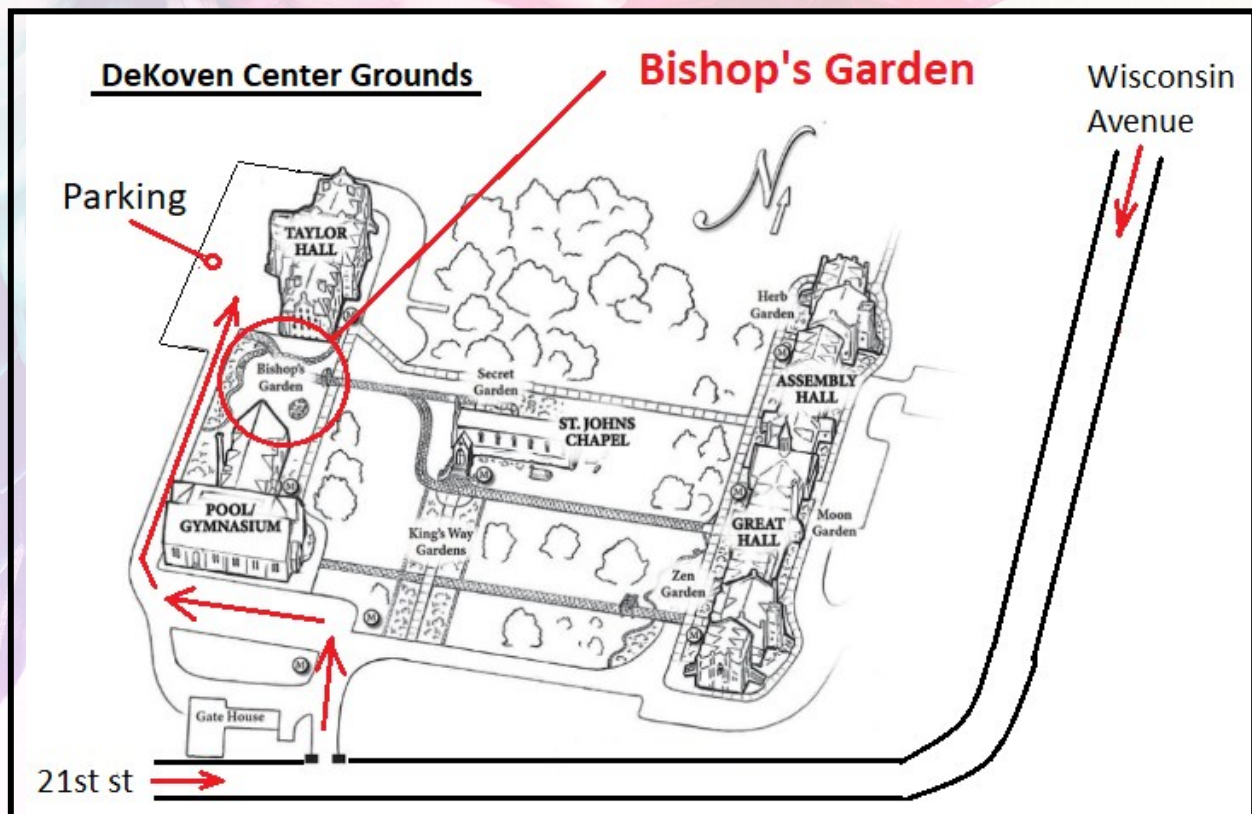 DeKoven Center Grounds
Bishop's Garden
Wisconsin
Avenue
Parking
N
TAYLOR
HALL
Herb
Garden
M
M
Bishop's
Garden
Secret
Garden
ASSEMBLY
HALL
ST. JOHNS
CHAPEL
M
M
M
POOL/
GYMNASIUM
King's Way
Gardens
GREAT
HALL
Moon
Garden
Zen
Garden
M
M
M
Gate House
21st st